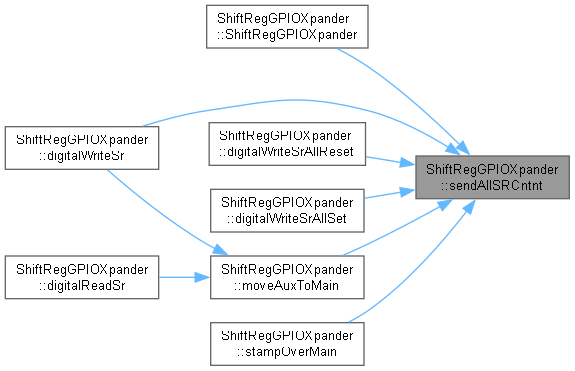 ShiftRegGPIOXpander
::ShiftRegGPIOXpander
ShiftRegGPIOXpander
::digitalWriteSr
ShiftRegGPIOXpander
::digitalWriteSrAllReset
ShiftRegGPIOXpander
::sendAllSRCntnt
ShiftRegGPIOXpander
::digitalWriteSrAllSet
ShiftRegGPIOXpander
::digitalReadSr
ShiftRegGPIOXpander
::moveAuxToMain
ShiftRegGPIOXpander
::stampOverMain